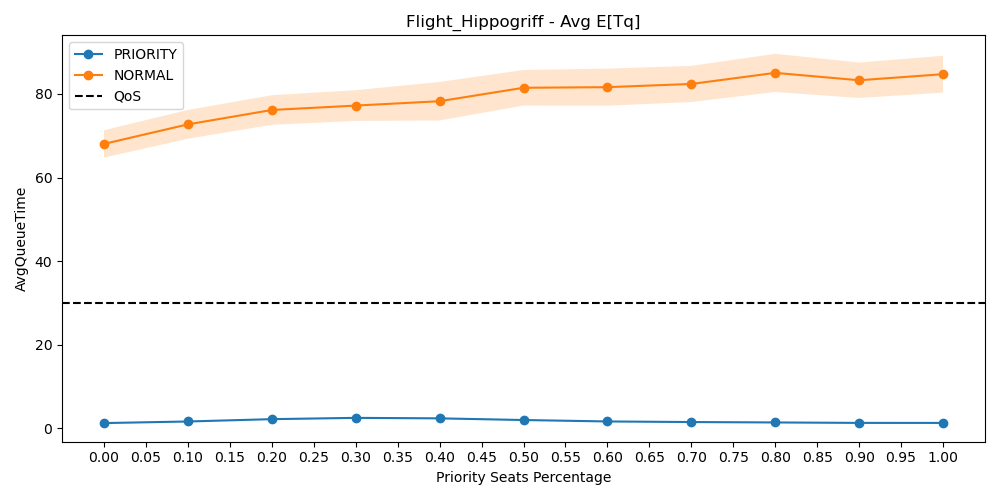 Flight_Hippogriff - Avg E[Tq]
PRIORITY
NORMAL
QoS
AvgQueueTime
80
60
40
20
0
0.00 0.05 0.10 0.15 0.20 0.25 0.30 0.35 0.40 0.45 0.50 0.55 0.60 0.65 0.70 0.75 0.80 0.85 0.90 0.95 1.00
Priority Seats Percentage